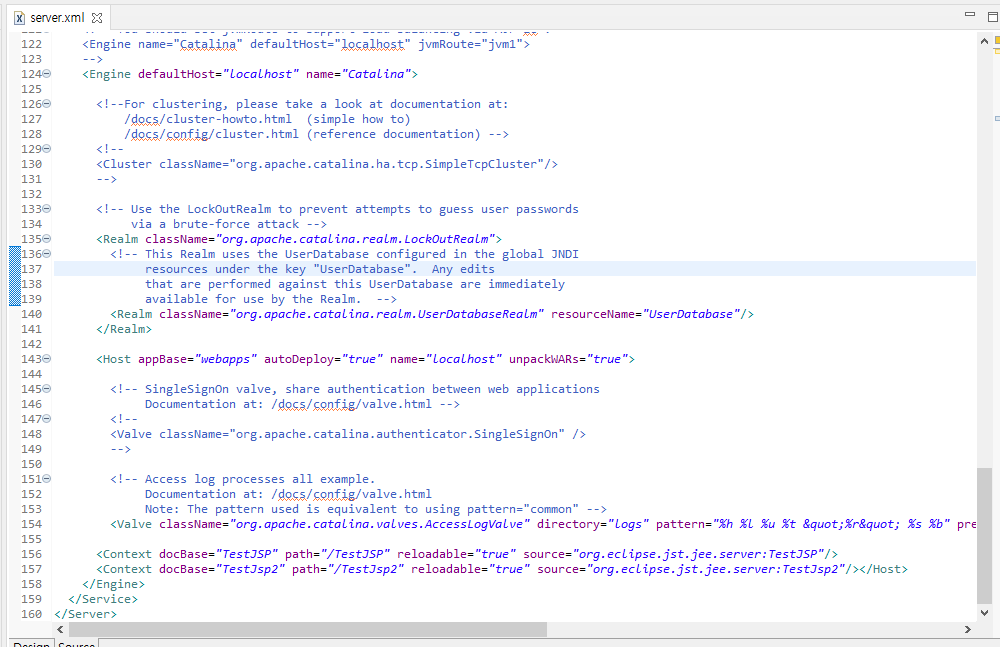 server.xml
122 <Engine name="Catalina" defaultHost="localhost" jvmRoute="jvm1">
123 -->
124 <Engine defaultHost="localhost" name="Catalina">
125
126 <!--For clustering, please take a look at documentation at:
127 /docs/cluster-howto.html  (simple how to)
128 /docs/config/cluster.html (reference documentation) -->
129 <!--
130 <Cluster className="org.apache.catalina.ha.tcp.SimpleTcpCluster"/>
131 -->
132
133 <!-- Use the LockOutRealm to prevent attempts to guess user passwords
134 via a brute-force attack -->
135 <Realm className="org.apache.catalina.realm.LockOutRealm">
136 <!-- This Realm uses the UserDatabase configured in the global JNDI
137 resources under the key "UserDatabase".  Any edits
138 that are performed against this UserDatabase are immediately
139 available for use by the Realm.  -->
140 <Realm className="org.apache.catalina.realm.UserDatabaseRealm" resourceName="UserDatabase"/>
141 </Realm>
142
143 <Host appBase="webapps" autoDeploy="true" name="localhost" unpackWARs="true">
144
145 <!-- SingleSignOn valve, share authentication between web applications
146 Documentation at: /docs/config/valve.html -->
147 <!--
148 <Valve className="org.apache.catalina.authenticator.SingleSignOn" />
149 -->
150
151 <!-- Access log processes all example.
152 Documentation at: /docs/config/valve.html
153 Note: The pattern used is equivalent to using pattern="common" -->
154 <Valve className="org.apache.catalina.valves.AccessLogValve" directory="logs" pattern="%h %l %u %t &quot;%r&quot; %s %b" pre
155
156 <Context docBase="TestJSP" path="/TestJSP" reloadable="true" source="org.eclipse.jst.jee.server:TestJSP"/>
157 <Context docBase="TestJsp2" path="/TestJsp2" reloadable="true" source="org.eclipse.jst.jee.server:TestJsp2"/></Host>
158 </Engine>
159 </Service>
160 </Server>
Design Source